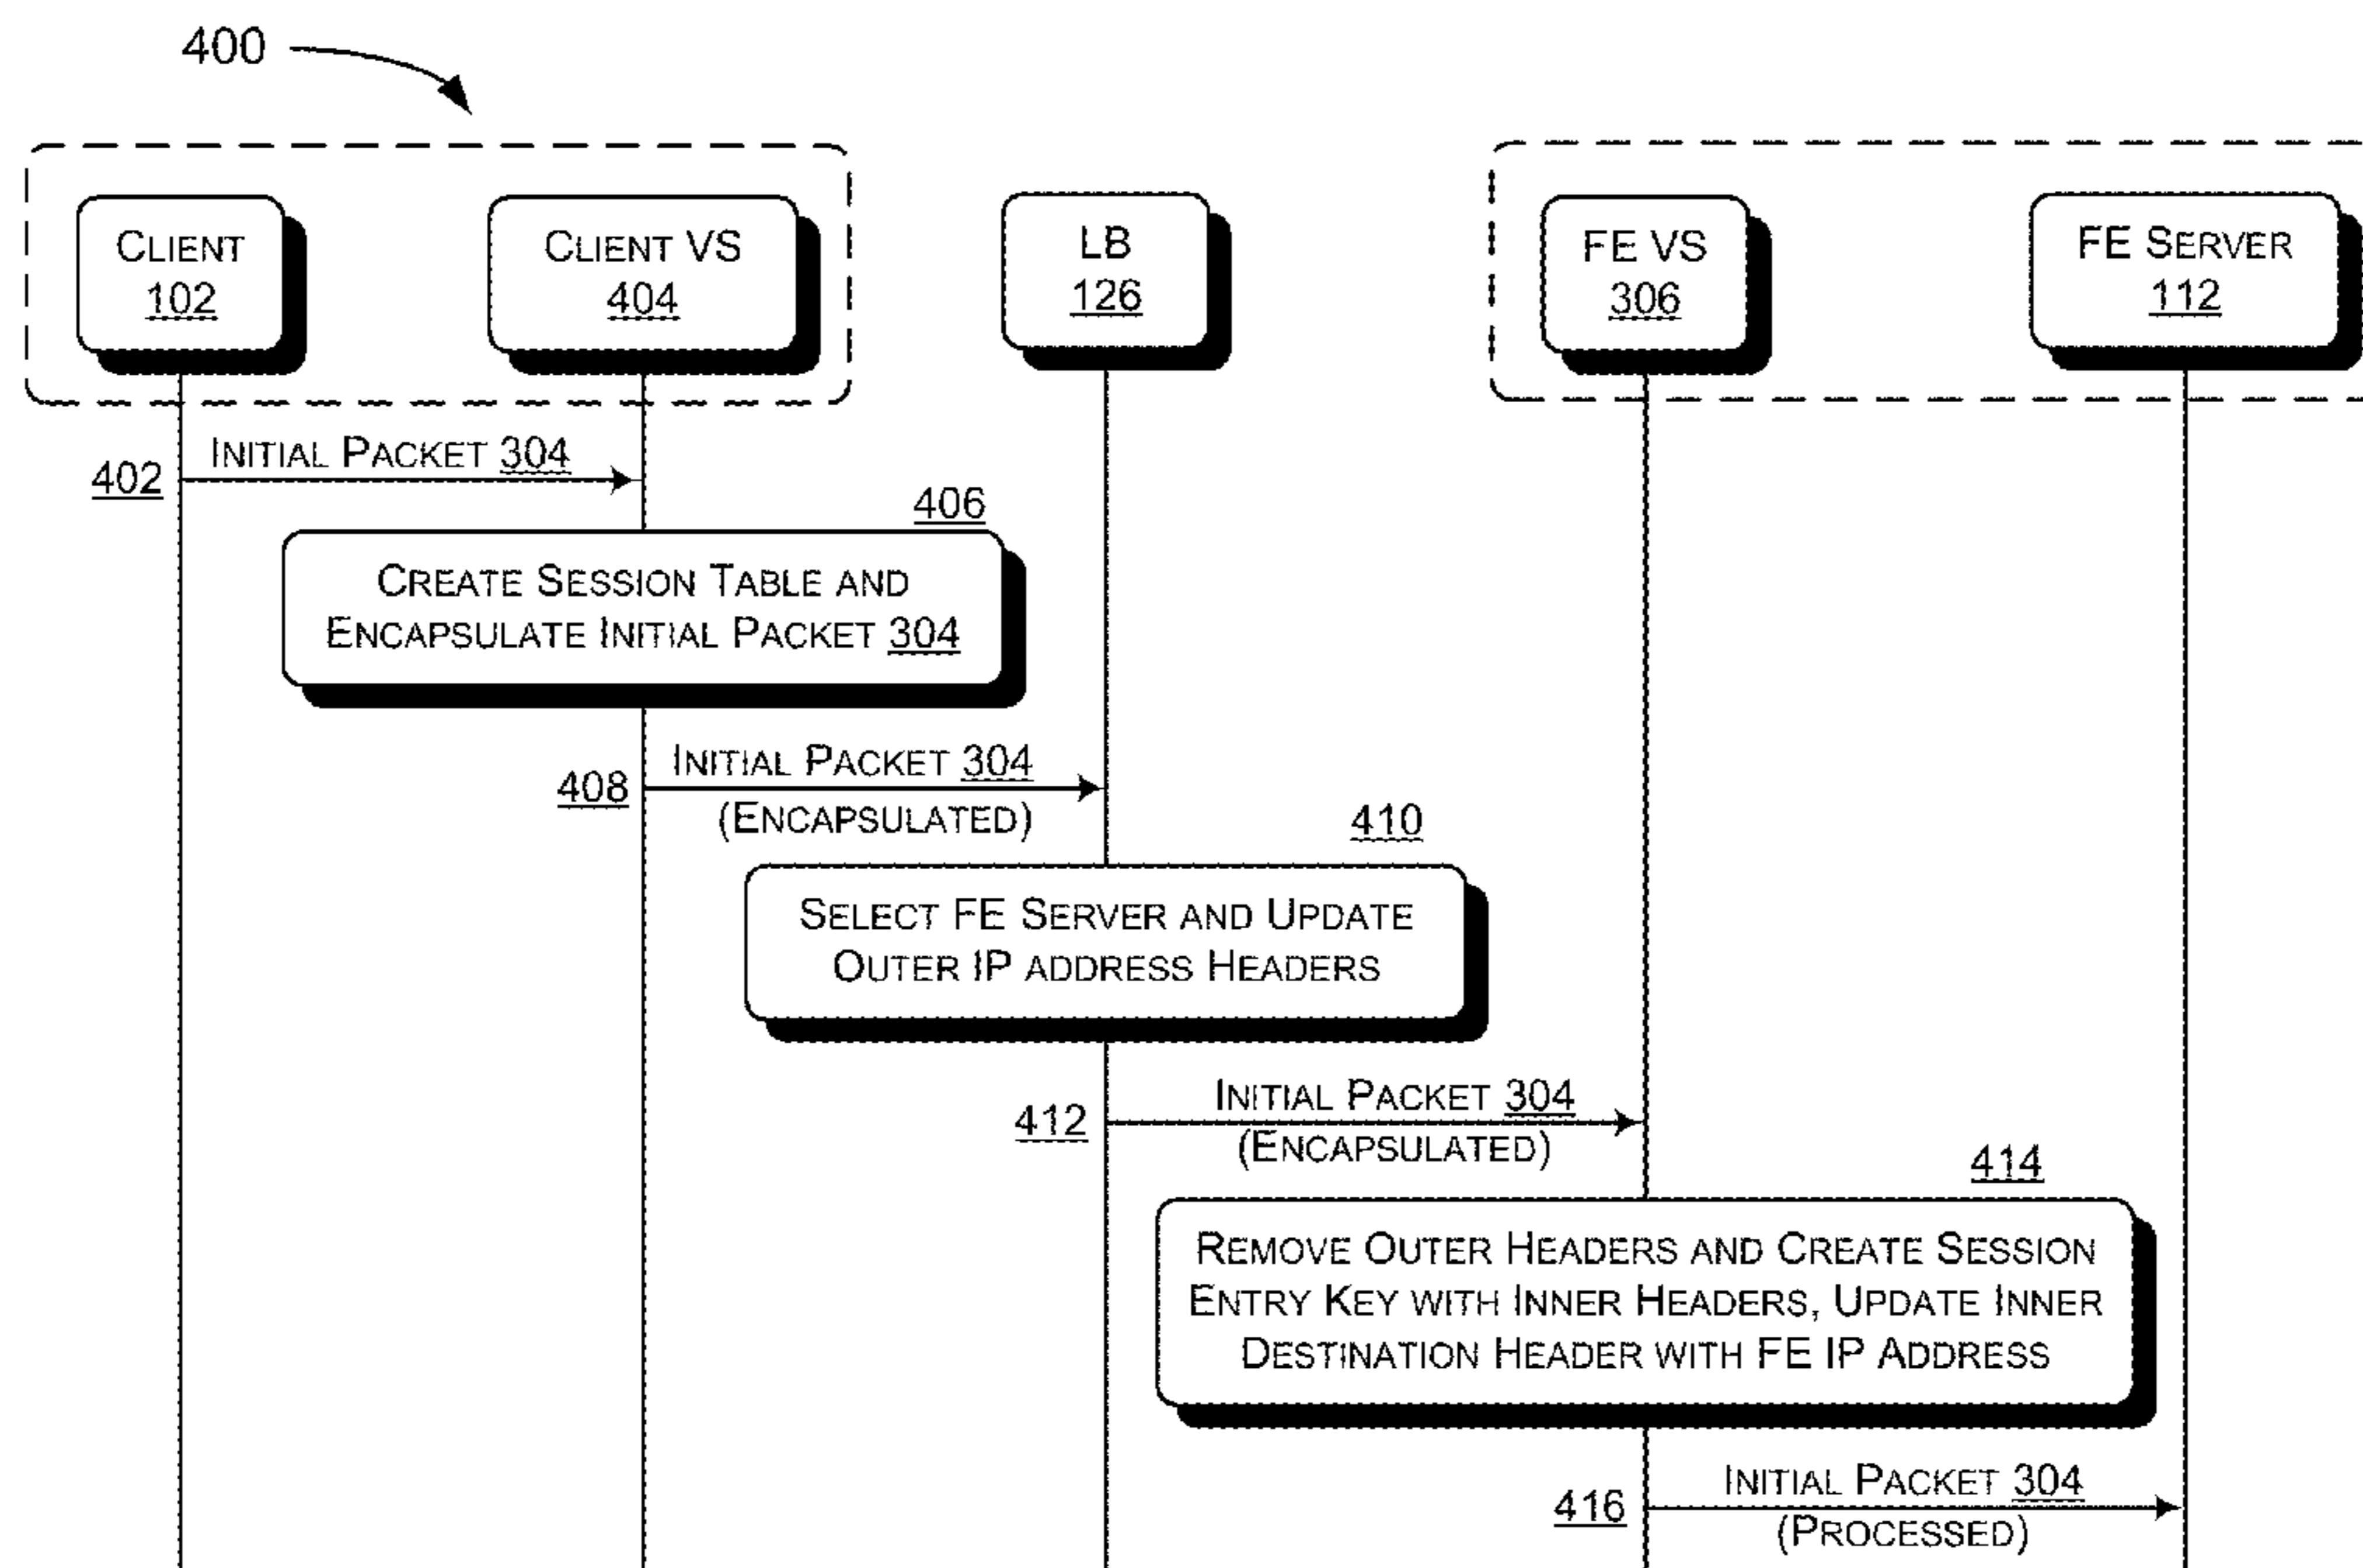 400
CLIENT
102
CLIENT VS
404
LB
126
FE VS
306
FE SERVER
112
INITIAL PACKET 304
402
406
CREATE SESSION TABLE AND
ENCAPSULATE INITIAL PACKET 304
INITIAL PACKET 304
408
(ENCAPSULATED)
410
SELECT FE SERVER AND UPDATE
OUTER IP ADDRESS HEADERS
INITIAL PACKET 304
412
(ENCAPSULATED)
414
REMOVE OUTER HEADERS AND CREATE SESSION
ENTRY KEY WITH INNER HEADERS, UPDATE INNER
DESTINATION HEADER WITH FE IP ADDRESS
INITIAL PACKET 304
416
(PROCESSED)